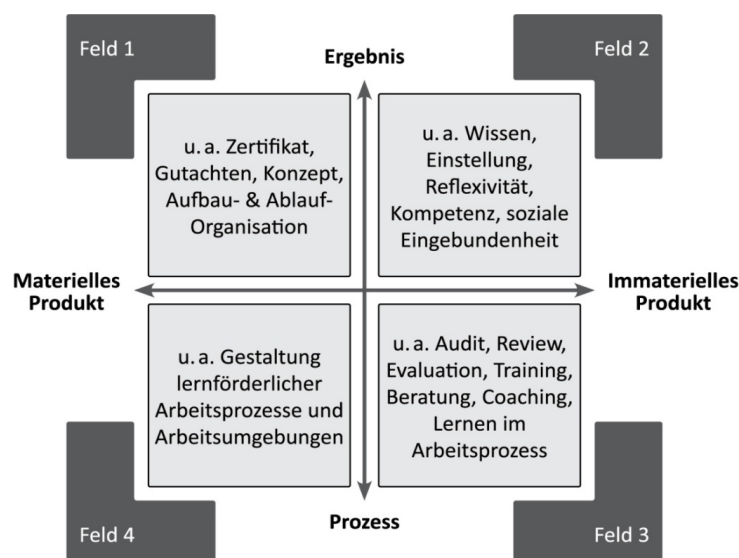 Feld 1
Ergebnis
Feld 2
u. a. Zertifikat,
Gutachten, Konzept,
Aufbau- & Ablauf-
Organisation
u. a. Wissen,
Einstellung,
Reflexivität,
Kompetenz, soziale
Eingebundenheit
Materielles
Produkt
Immaterielles
Produkt
u. a. Gestaltung
lernförderlicher
Arbeitsprozesse und
Arbeitsumgebungen
u. a. Audit, Review,
Evaluation, Training,
Beratung, Coaching,
Lernen im
Arbeitsprozess
Feld 4
Prozess
Feld 3